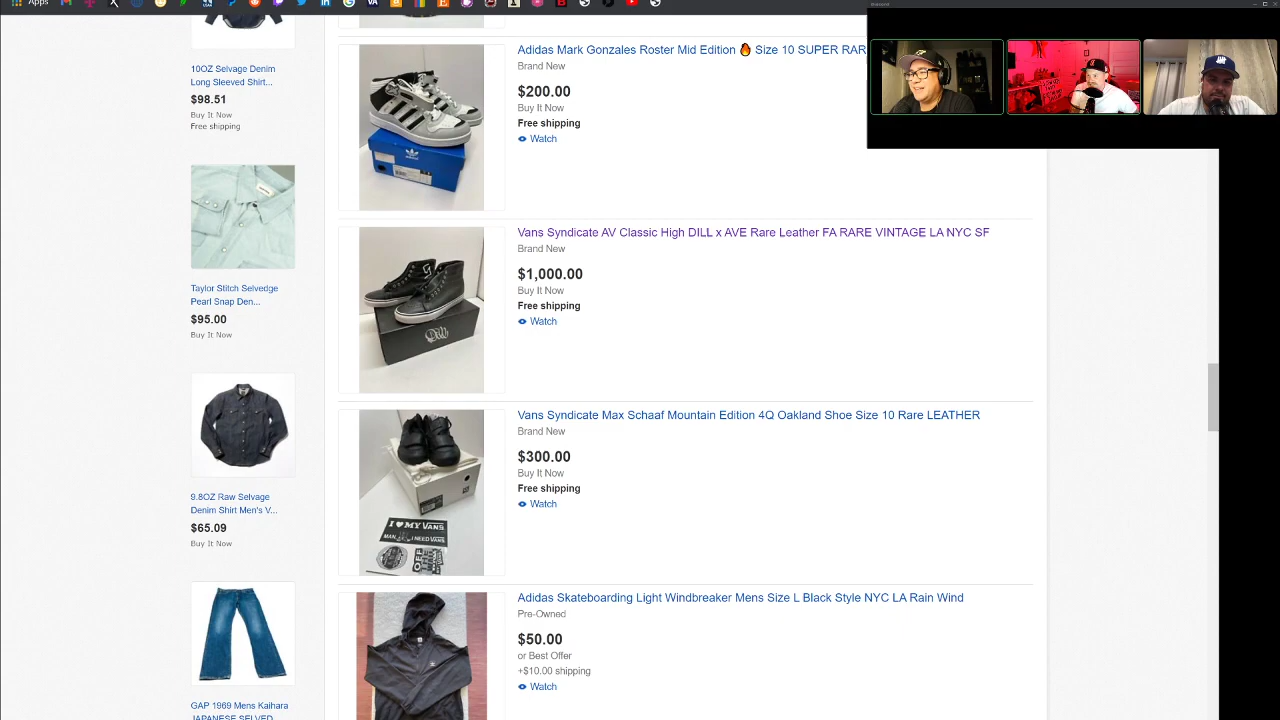 Apps
10OZ Selvage Denim
Long Sleeved Shirt...
$98.51
Buy It Now
Free shipping
Taylor Stitch Selvedge
Pearl Snap Den...
$95.00
Buy It Now
9.8OZ Raw Selvage
Denim Shirt Men's V...
$65.09
Buy It Now
GAP 1969 Mens Kaihara
JAPANESE SELVED
Adidas Mark Gonzales Roster Mid Edition 🔥 Size 10 SUPER RAR
Brand New
$200.00
Buy It Now
Free shipping
Watch
Vans Syndicate AV Classic High DILL x AVE Rare Leather FA RARE VINTAGE LA NYC SF
Brand New
$1,000.00
Buy It Now
Free shipping
Watch
Vans Syndicate Max Schaaf Mountain Edition 4Q Oakland Shoe Size 10 Rare LEATHER
Brand New
$300.00
Buy It Now
Free shipping
Watch
I ♥ MY VANS
I NEED VANS
OFF THE WALL
Adidas Skateboarding Light Windbreaker Mens Size L Black Style NYC LA Rain Wind
Pre-Owned
$50.00
or Best Offer
+$10.00 shipping
Watch